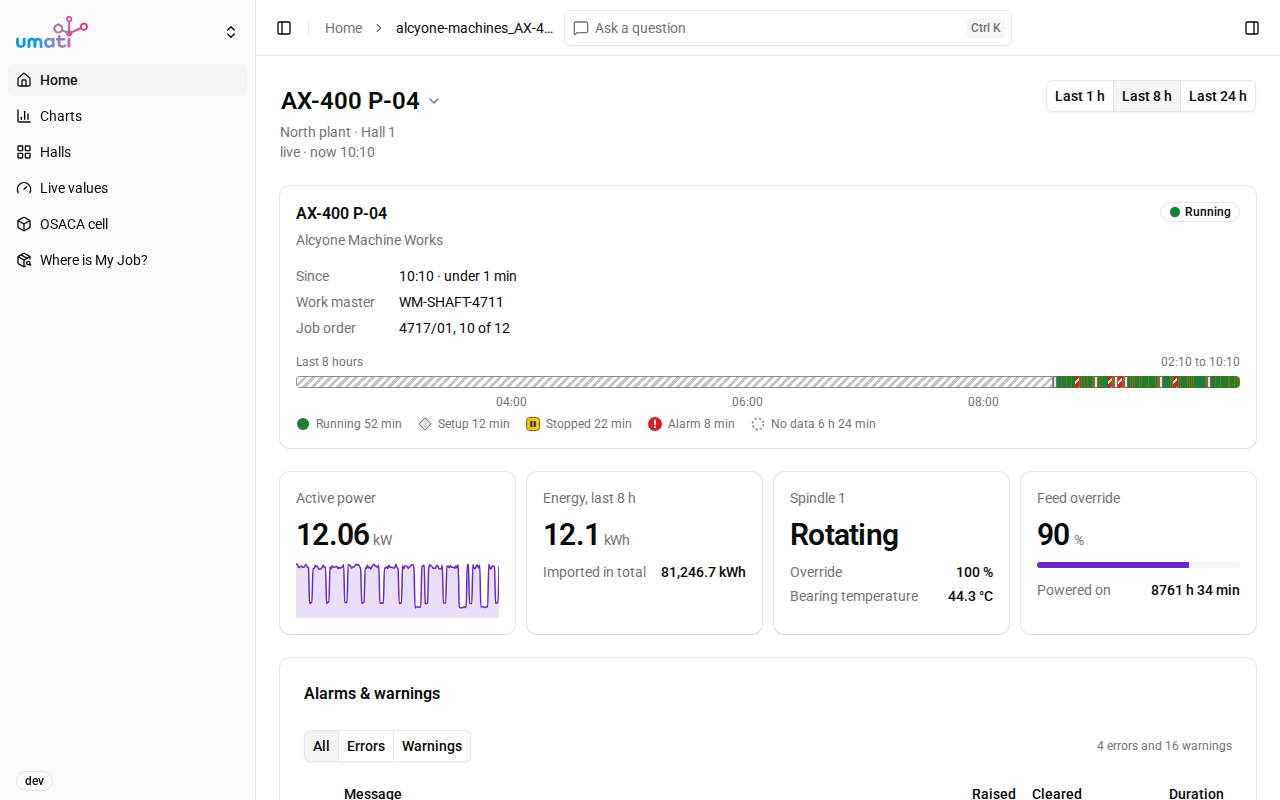 umati
Home
Charts
Halls
Live values
OSACA cell
Where is My Job?
dev
Home
alcyone-machines_AX-4...
Ask a question
Ctrl K
AX-400 P-04
North plant · Hall 1
live · now 10:10
Last 1 h
Last 8 h
Last 24 h
AX-400 P-04
Running
Alcyone Machine Works
Since 10:10 · under 1 min
Work master WM-SHAFT-4711
Job order 4717/01, 10 of 12
Last 8 hours
02:10 to 10:10
04:00
06:00
08:00
Running 52 min
Setup 12 min
Stopped 22 min
Alarm 8 min
No data 6 h 24 min
Active power
12.06 kW
Energy, last 8 h
12.1 kWh
Imported in total 81,246.7 kWh
Spindle 1
Rotating
Override 100 %
Bearing temperature 44.3 °C
Feed override
90 %
Powered on 8761 h 34 min
Alarms & warnings
All
Errors
Warnings
4 errors and 16 warnings
Message
Raised
Cleared
Duration